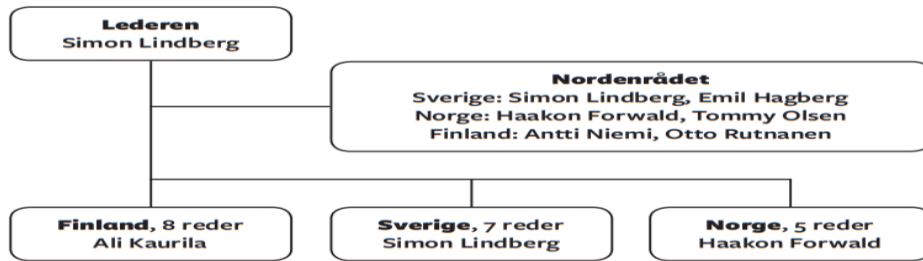 Lederen
Simon Lindberg
Nordenrådet
Sverige: Simon Lindberg, Emil Hagberg
Norge: Haakon Forwald, Tommy Olsen
Finland: Antti Niemi, Otto Rutnanen
Finland, 8 reder
Ali Kaurila
Sverige, 7 reder
Simon Lindberg
Norge, 5 reder
Haakon Forwald